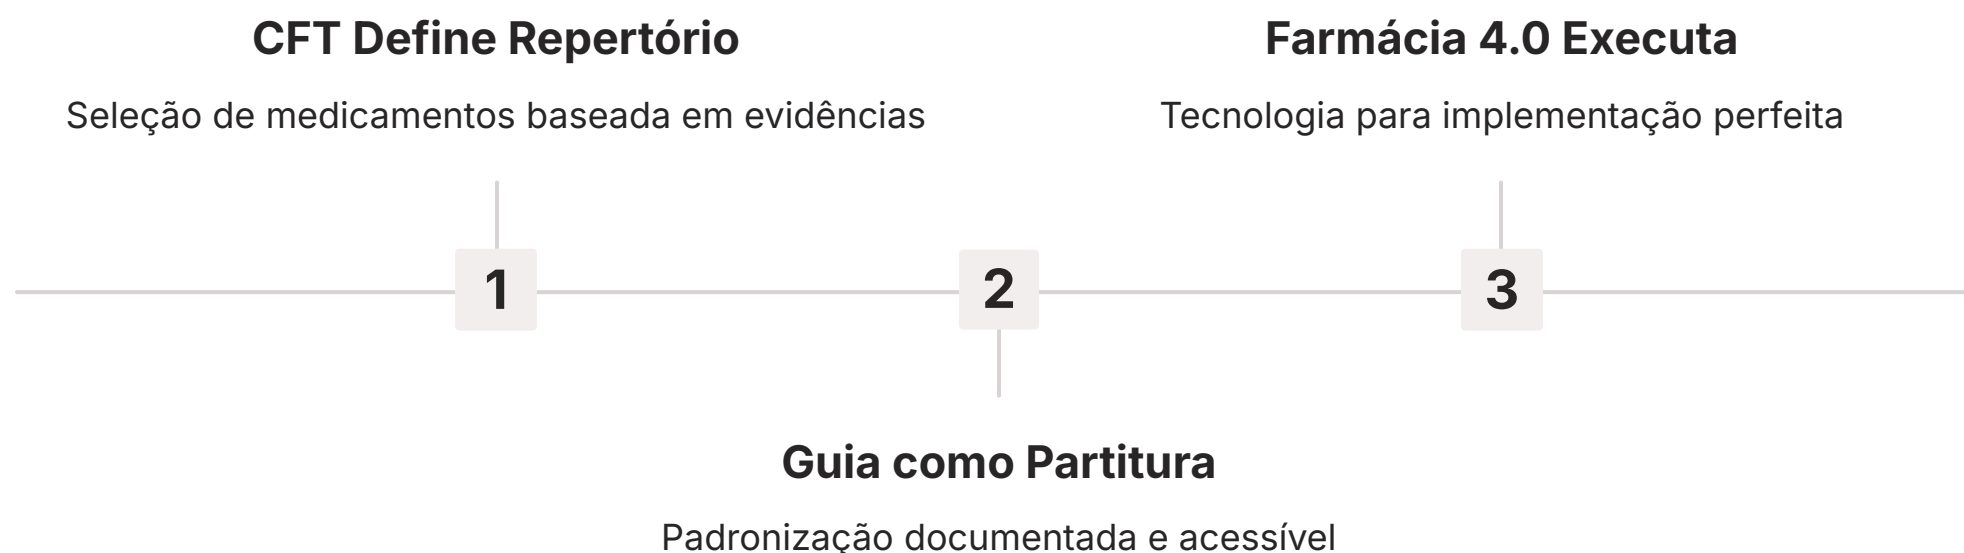 CFT Define Repertório
Seleção de medicamentos baseada em evidências
Farmácia 4.0 Executa
Tecnologia para implementação perfeita
1
2
3
Guia como Partitura
Padronização documentada e acessível